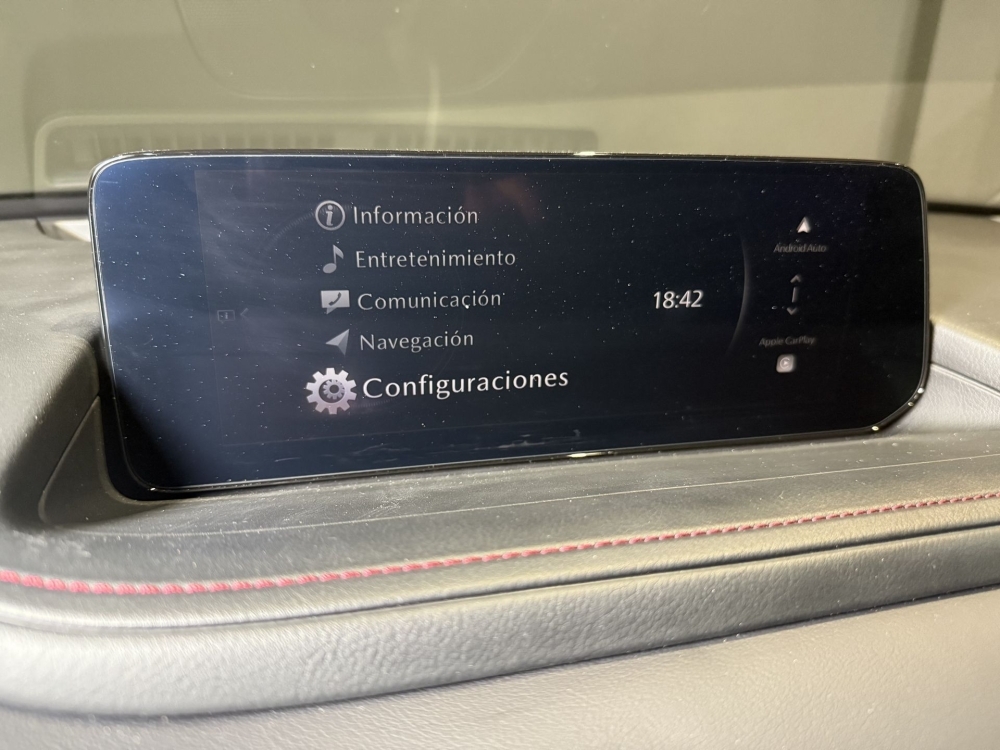 Información
Entretenimiento
Comunicación
Navegación
Configuraciones
18:42
Android Auto
Apple CarPlay